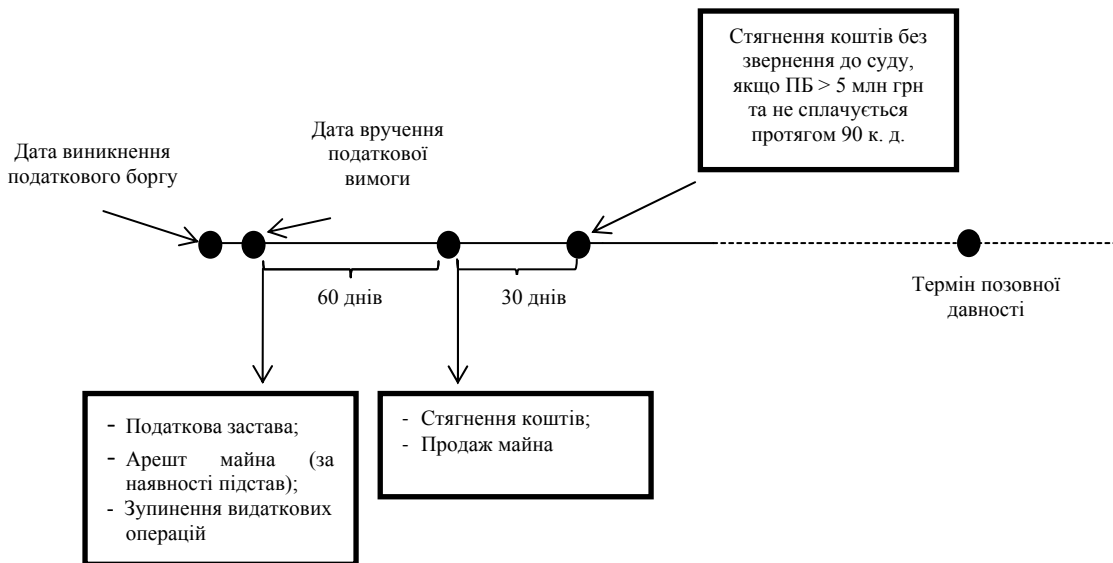 Стягнення коштів без
звернення до суду,
якщо ПБ > 5 млн грн
та не сплачується
протягом 90 к. д.
Дата вручення
податкової
вимоги
Дата виникнення
податкового боргу
60 днів
30 днів
Термін позовної
давності
- Податкова застава;
- Арешт майна (за
наявності підстав);
- Зупинення видаткових
операцій
- Стягнення коштів;
- Продаж майна